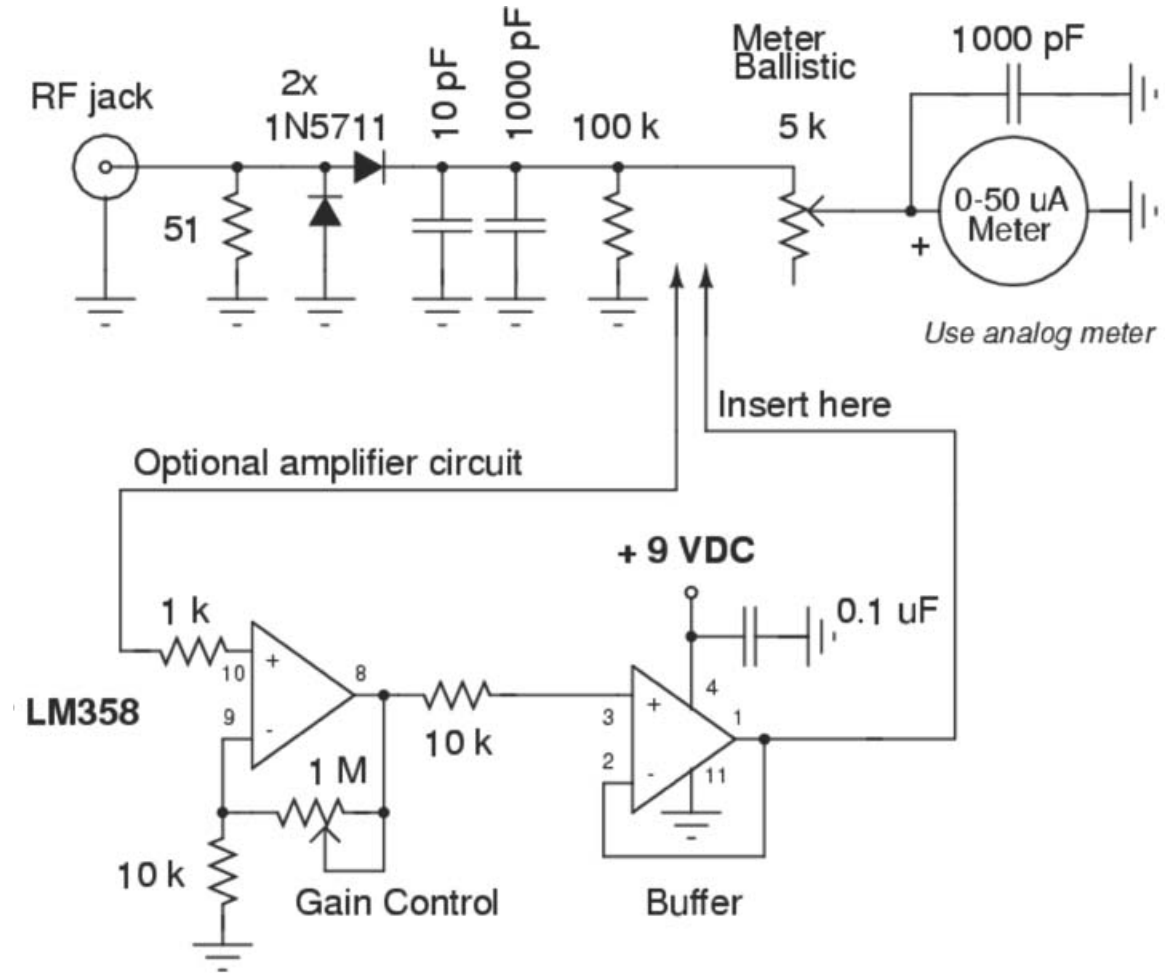 RF jack
2x
1N5711
10 pF
1000 pF
100 k
Meter
Ballistic
5 k
1000 pF
51
0-50 uA
Meter
+
Use analog meter
Insert here
Optional amplifier circuit
+ 9 VDC
0.1 uF
1 k
10
+
8
LM358
9
-
10 k
1 M
3
+
4
1
2
-
11
10 k
Gain Control
Buffer